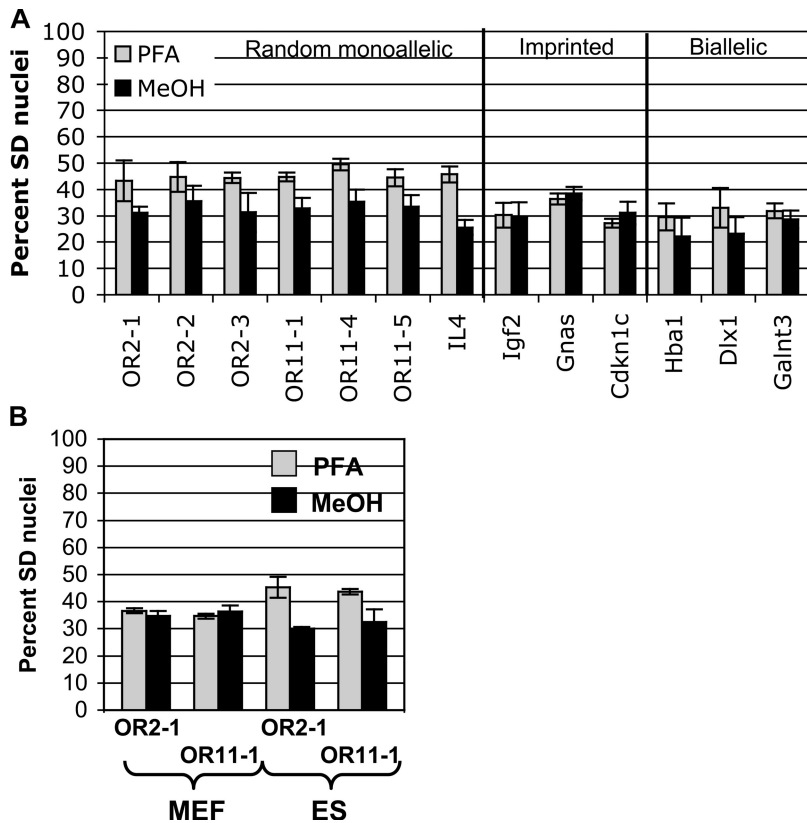 A
Percent SD nuclei
100
90
80
70
60
50
40
30
20
10
0
Random monoallelic
Imprinted
Biallelic
PFA
MeOH
OR2-1
OR2-2
OR2-3
OR11-1
OR11-4
OR11-5
IL4
Igf2
Gnas
Cdkn1c
Hba1
Dlx1
Galnt3
B
Percent SD nuclei
100
90
80
70
60
50
40
30
20
10
0
PFA
MeOH
OR2-1
OR11-1
OR2-1
OR11-1
MEF
ES